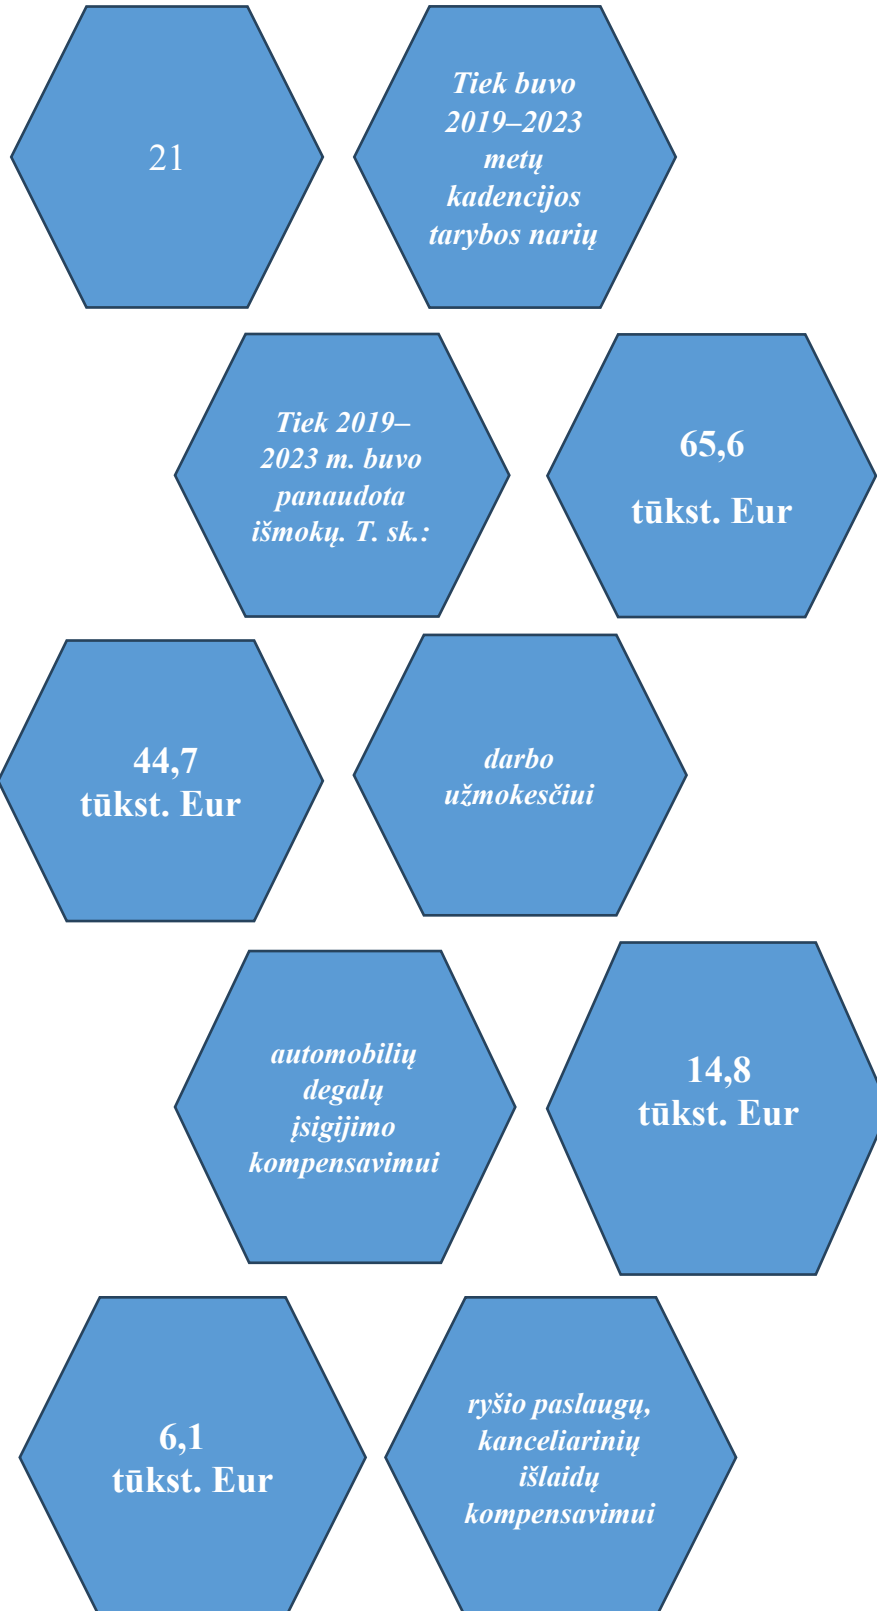 21
Tiek buvo
2019–2023
metų
kadencijos
tarybos narių
Tiek 2019–
2023 m. buvo
panaudota
išmokų. T. sk.:
65,6
tūkst. Eur
44,7
tūkst. Eur
darbo
užmokesčiui
automobilių
degalų
įsigijimo
kompensavimui
14,8
tūkst. Eur
6,1
tūkst. Eur
ryšio paslaugų,
kanceliarinių
išlaidų
kompensavimui